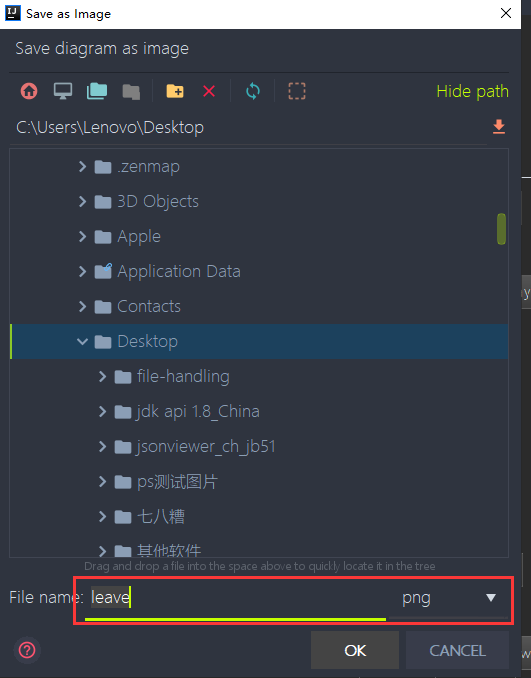 Save as Image
Save diagram as image
Hide path
C:\Users\Lenovo\Desktop
.zenmap
3D Objects
Apple
Application Data
Contacts
Desktop
file-handling
jdk api 1.8_China
jsonviewer_ch_jb51
ps测试图片
七八糟
其他软件
Drag and drop a file into the space above to quickly locate it in the tree
File name: leave png
OK CANCEL